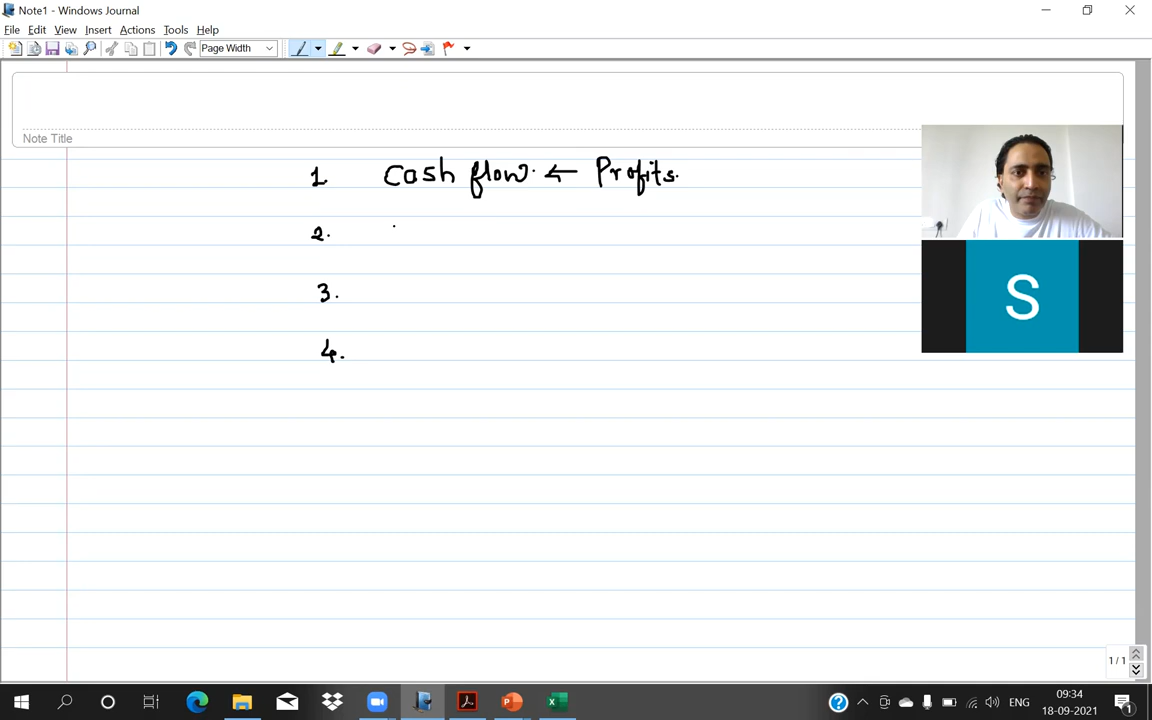 Note1 - Windows Journal
File Edit View Insert Actions Tools Help
Page Width
Note Title
1 Cash flow. ← Profits.
2.
3.
4.
S
1/1
ENG
09:34
18-09-2021
1